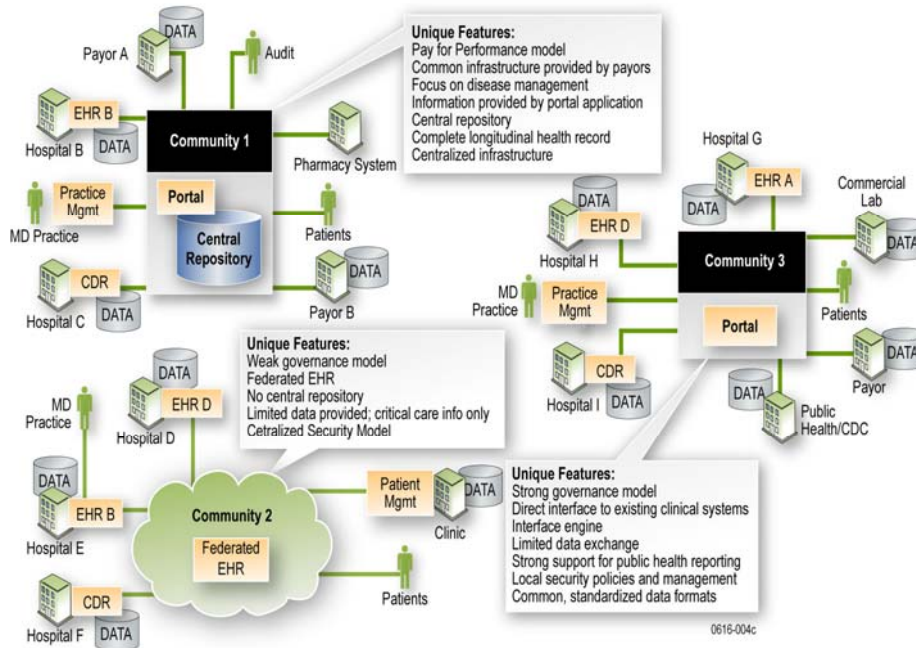 DATA
Payor A
Audit
EHR B
DATA
Hospital B
Community 1
Pharmacy System
Practice
Mgmt
MD Practice
Portal
Central
Repository
Patients
CDR
DATA
Hospital C
DATA
Payor B
Unique Features:
Pay for Performance model
Common infrastructure provided by payors
Focus on disease management
Information provided by portal application
Central repository
Complete longitudinal health record
Centralized infrastructure
Hospital G
EHR A
DATA
Commercial
Lab
DATA
DATA
EHR D
Hospital H
Community 3
MD
Practice
Practice
Mgmt
Portal
Patients
CDR
DATA
Hospital I
DATA
Payor
DATA
Public
Health/CDC
Unique Features:
Weak governance model
Federated EHR
No central repository
Limited data provided; critical care info only
Cetralized Security Model
DATA
EHR D
Hospital D
MD
Practice
DATA
EHR B
Hospital E
Community 2
Federated
EHR
Patient
Mgmt
DATA
Clinic
Patients
CDR
DATA
Hospital F
Unique Features:
Strong governance model
Direct interface to existing clinical systems
Interface engine
Limited data exchange
Strong support for public health reporting
Local security policies and management
Common, standardized data formats
0616-004c